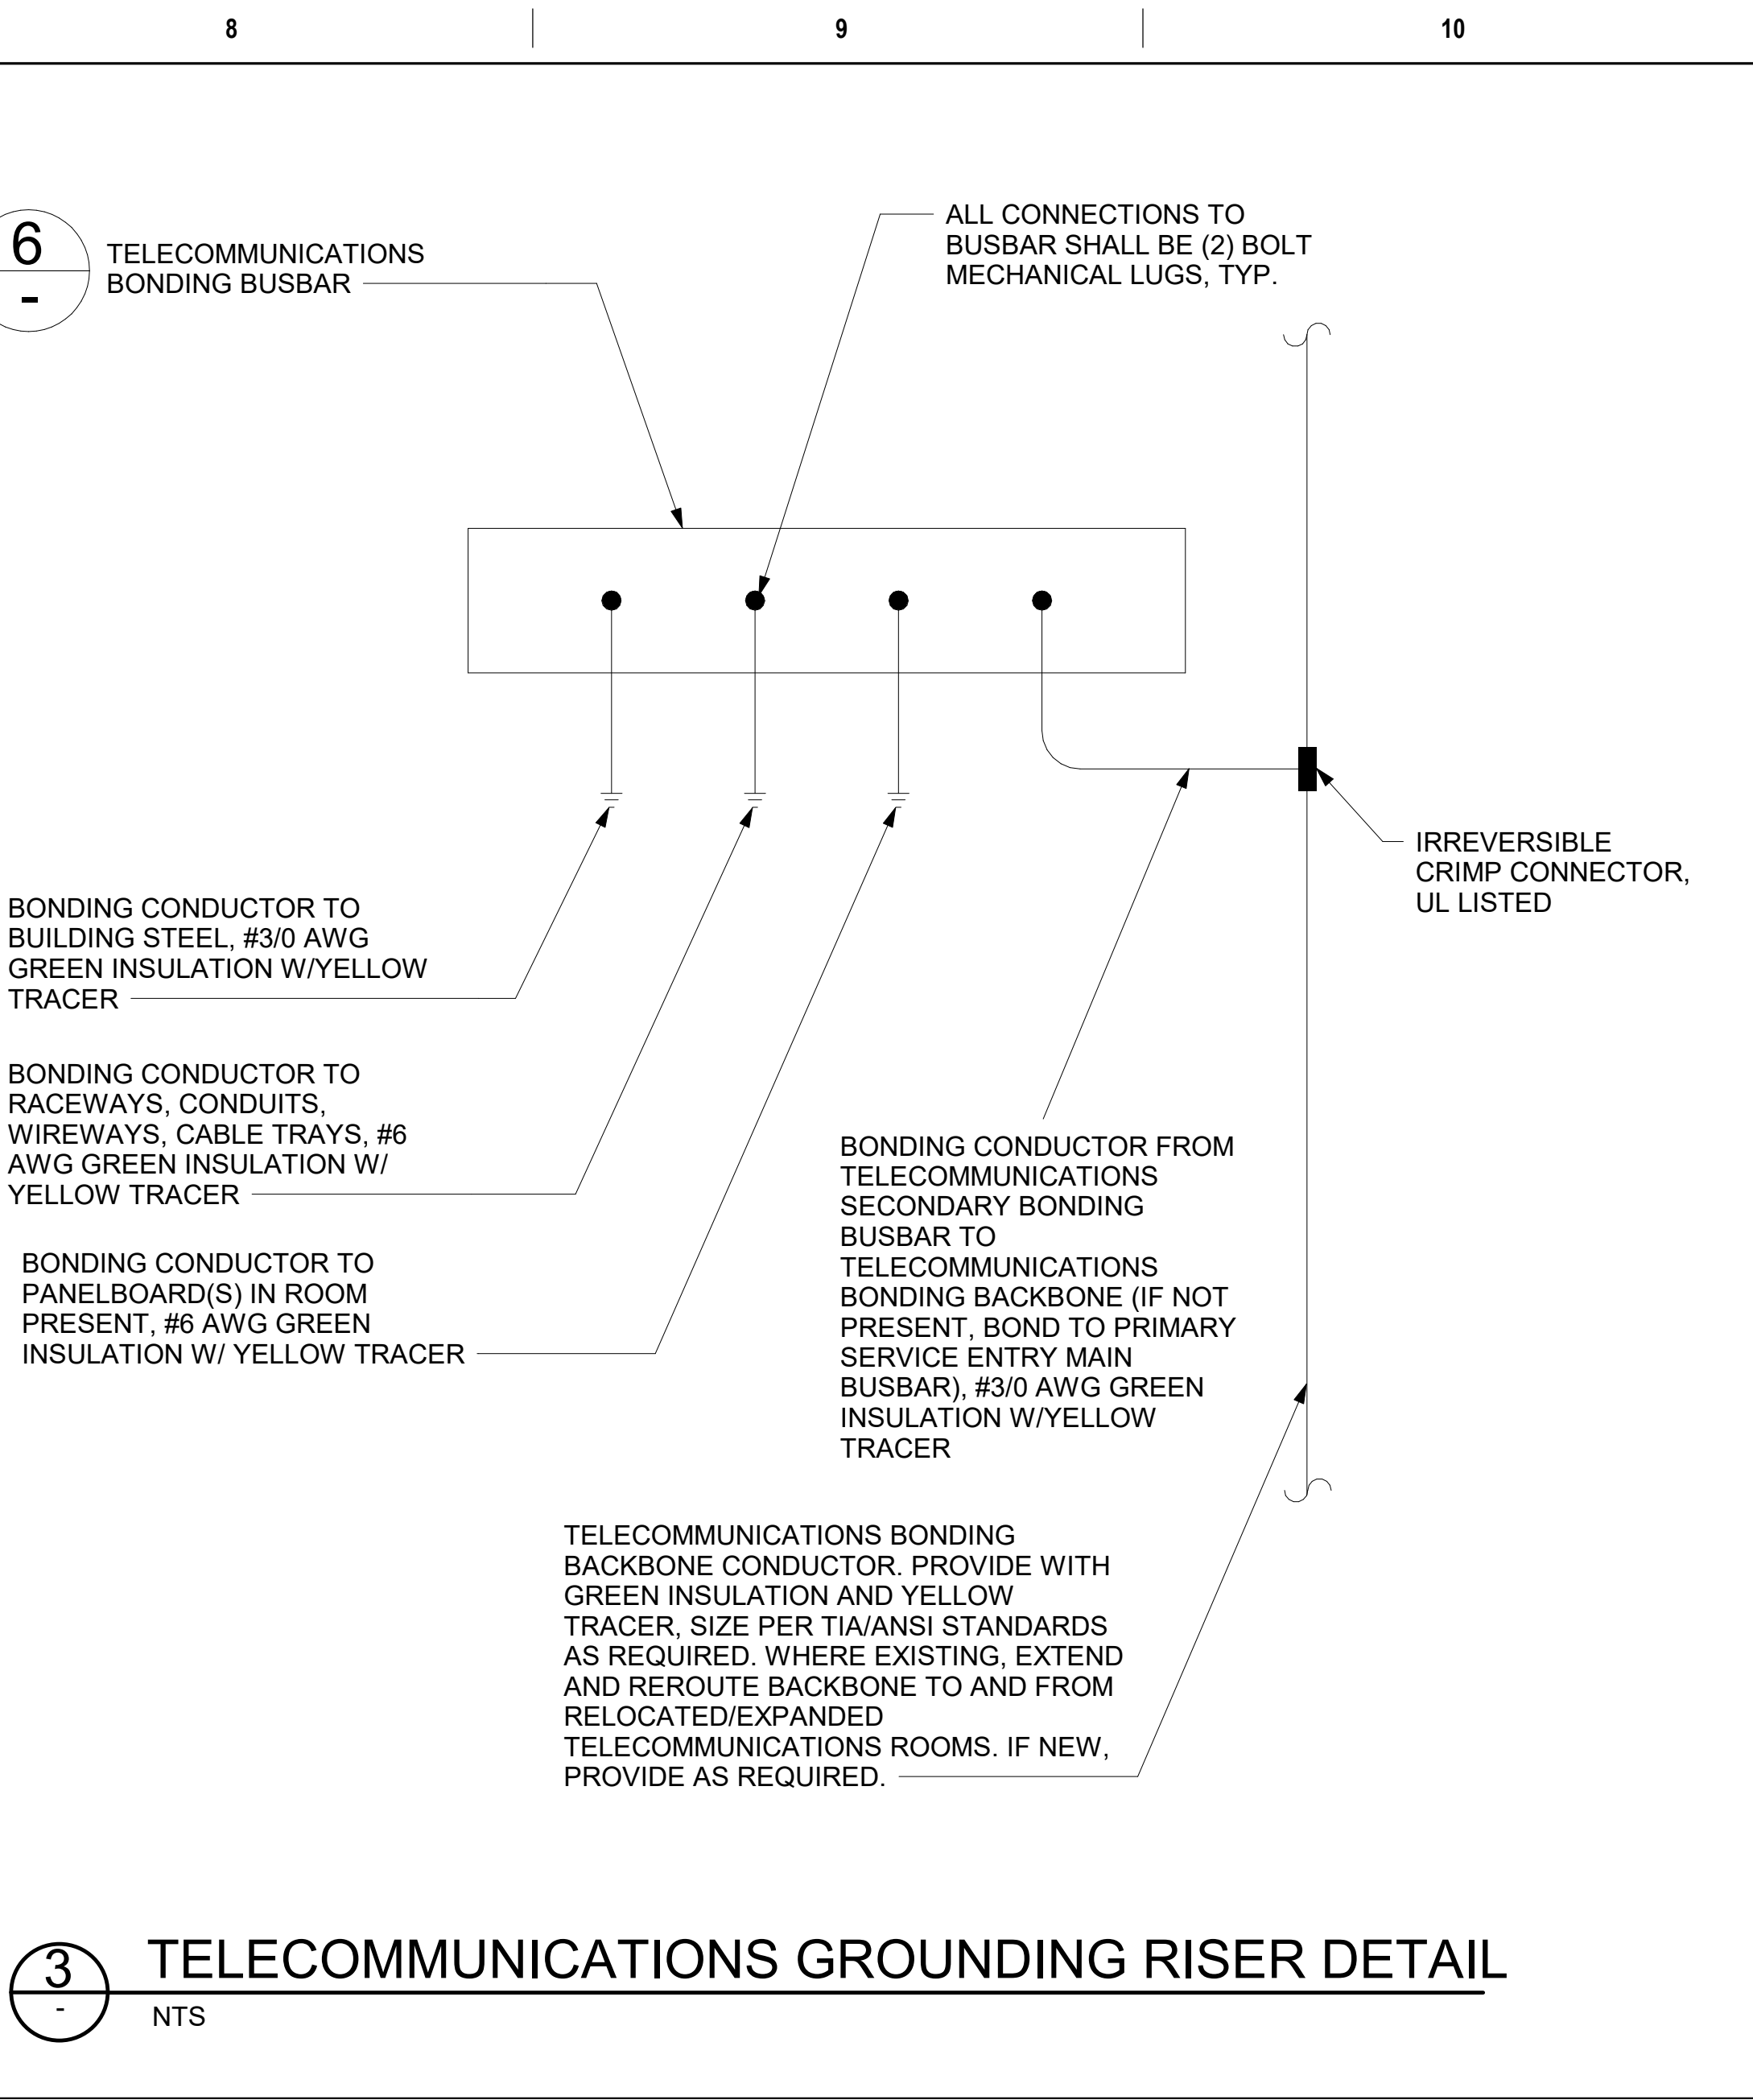 8
9
10
6
-
TELECOMMUNICATIONS
BONDING BUSBAR
ALL CONNECTIONS TO
BUSBAR SHALL BE (2) BOLT
MECHANICAL LUGS, TYP.
IRREVERSIBLE
CRIMP CONNECTOR,
UL LISTED
BONDING CONDUCTOR TO
BUILDING STEEL, #3/0 AWG
GREEN INSULATION W/YELLOW
TRACER
BONDING CONDUCTOR TO
RACEWAYS, CONDUITS,
WIREWAYS, CABLE TRAYS, #6
AWG GREEN INSULATION W/
YELLOW TRACER
BONDING CONDUCTOR TO
PANELBOARD(S) IN ROOM
PRESENT, #6 AWG GREEN
INSULATION W/ YELLOW TRACER
BONDING CONDUCTOR FROM
TELECOMMUNICATIONS
SECONDARY BONDING
BUSBAR TO
TELECOMMUNICATIONS
BONDING BACKBONE (IF NOT
PRESENT, BOND TO PRIMARY
SERVICE ENTRY MAIN
BUSBAR), #3/0 AWG GREEN
INSULATION W/YELLOW
TRACER
TELECOMMUNICATIONS BONDING
BACKBONE CONDUCTOR. PROVIDE WITH
GREEN INSULATION AND YELLOW
TRACER, SIZE PER TIA/ANSI STANDARDS
AS REQUIRED. WHERE EXISTING, EXTEND
AND REROUTE BACKBONE TO AND FROM
RELOCATED/EXPANDED
TELECOMMUNICATIONS ROOMS. IF NEW,
PROVIDE AS REQUIRED.
3
-
TELECOMMUNICATIONS GROUNDING RISER DETAIL
NTS